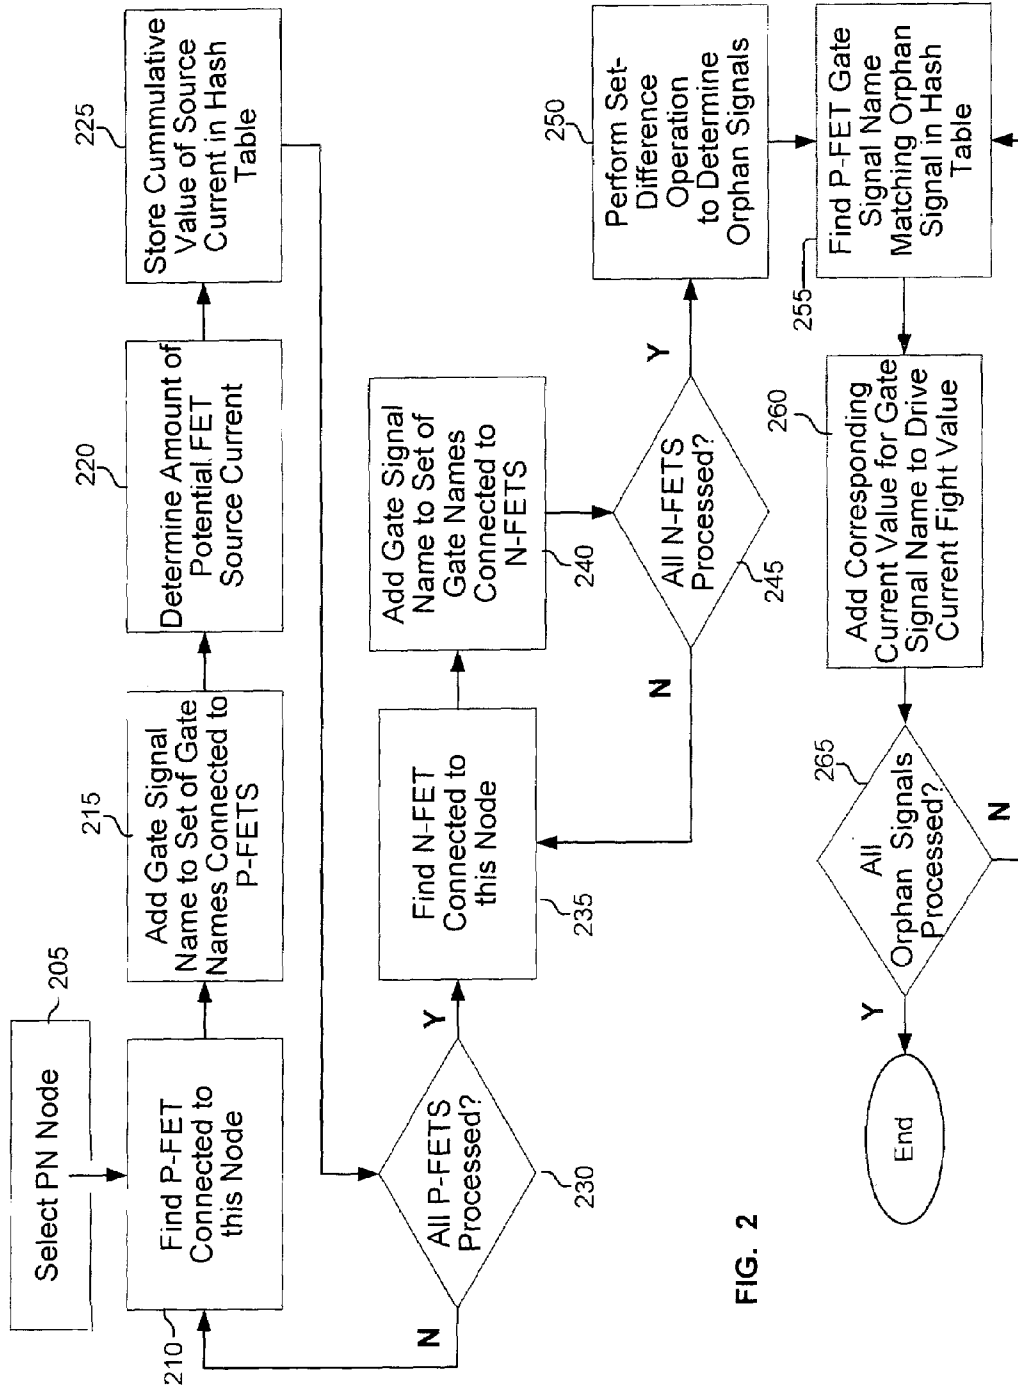 Select PN Node
205
Find P-FET
Connected to
this Node
210
Add Gate Signal
Name to Set of Gate
Names Connected to
P-FETS
215
Determine Amount of
Potential FET
Source Current
220
Store Cummulative
Value of Source
Current in Hash
Table
225
All P-FETS
Processed?
230
N
Y
Find N-FET
Connected to
this Node
235
Add Gate Signal
Name to Set of
Gate Names
Connected to
N-FETS
240
All N-FETS
Processed?
245
N
Y
Perform Set-
Difference
Operation
to Determine
Orphan Signals
250
Find P-FET Gate
Signal Name
Matching Orphan
Signal in Hash
Table
255
Add Corresponding
Current Value for Gate
Signal Name to Drive
Current Fight Value
260
All
Orphan Signals
Processed?
265
N
Y
End
FIG. 2